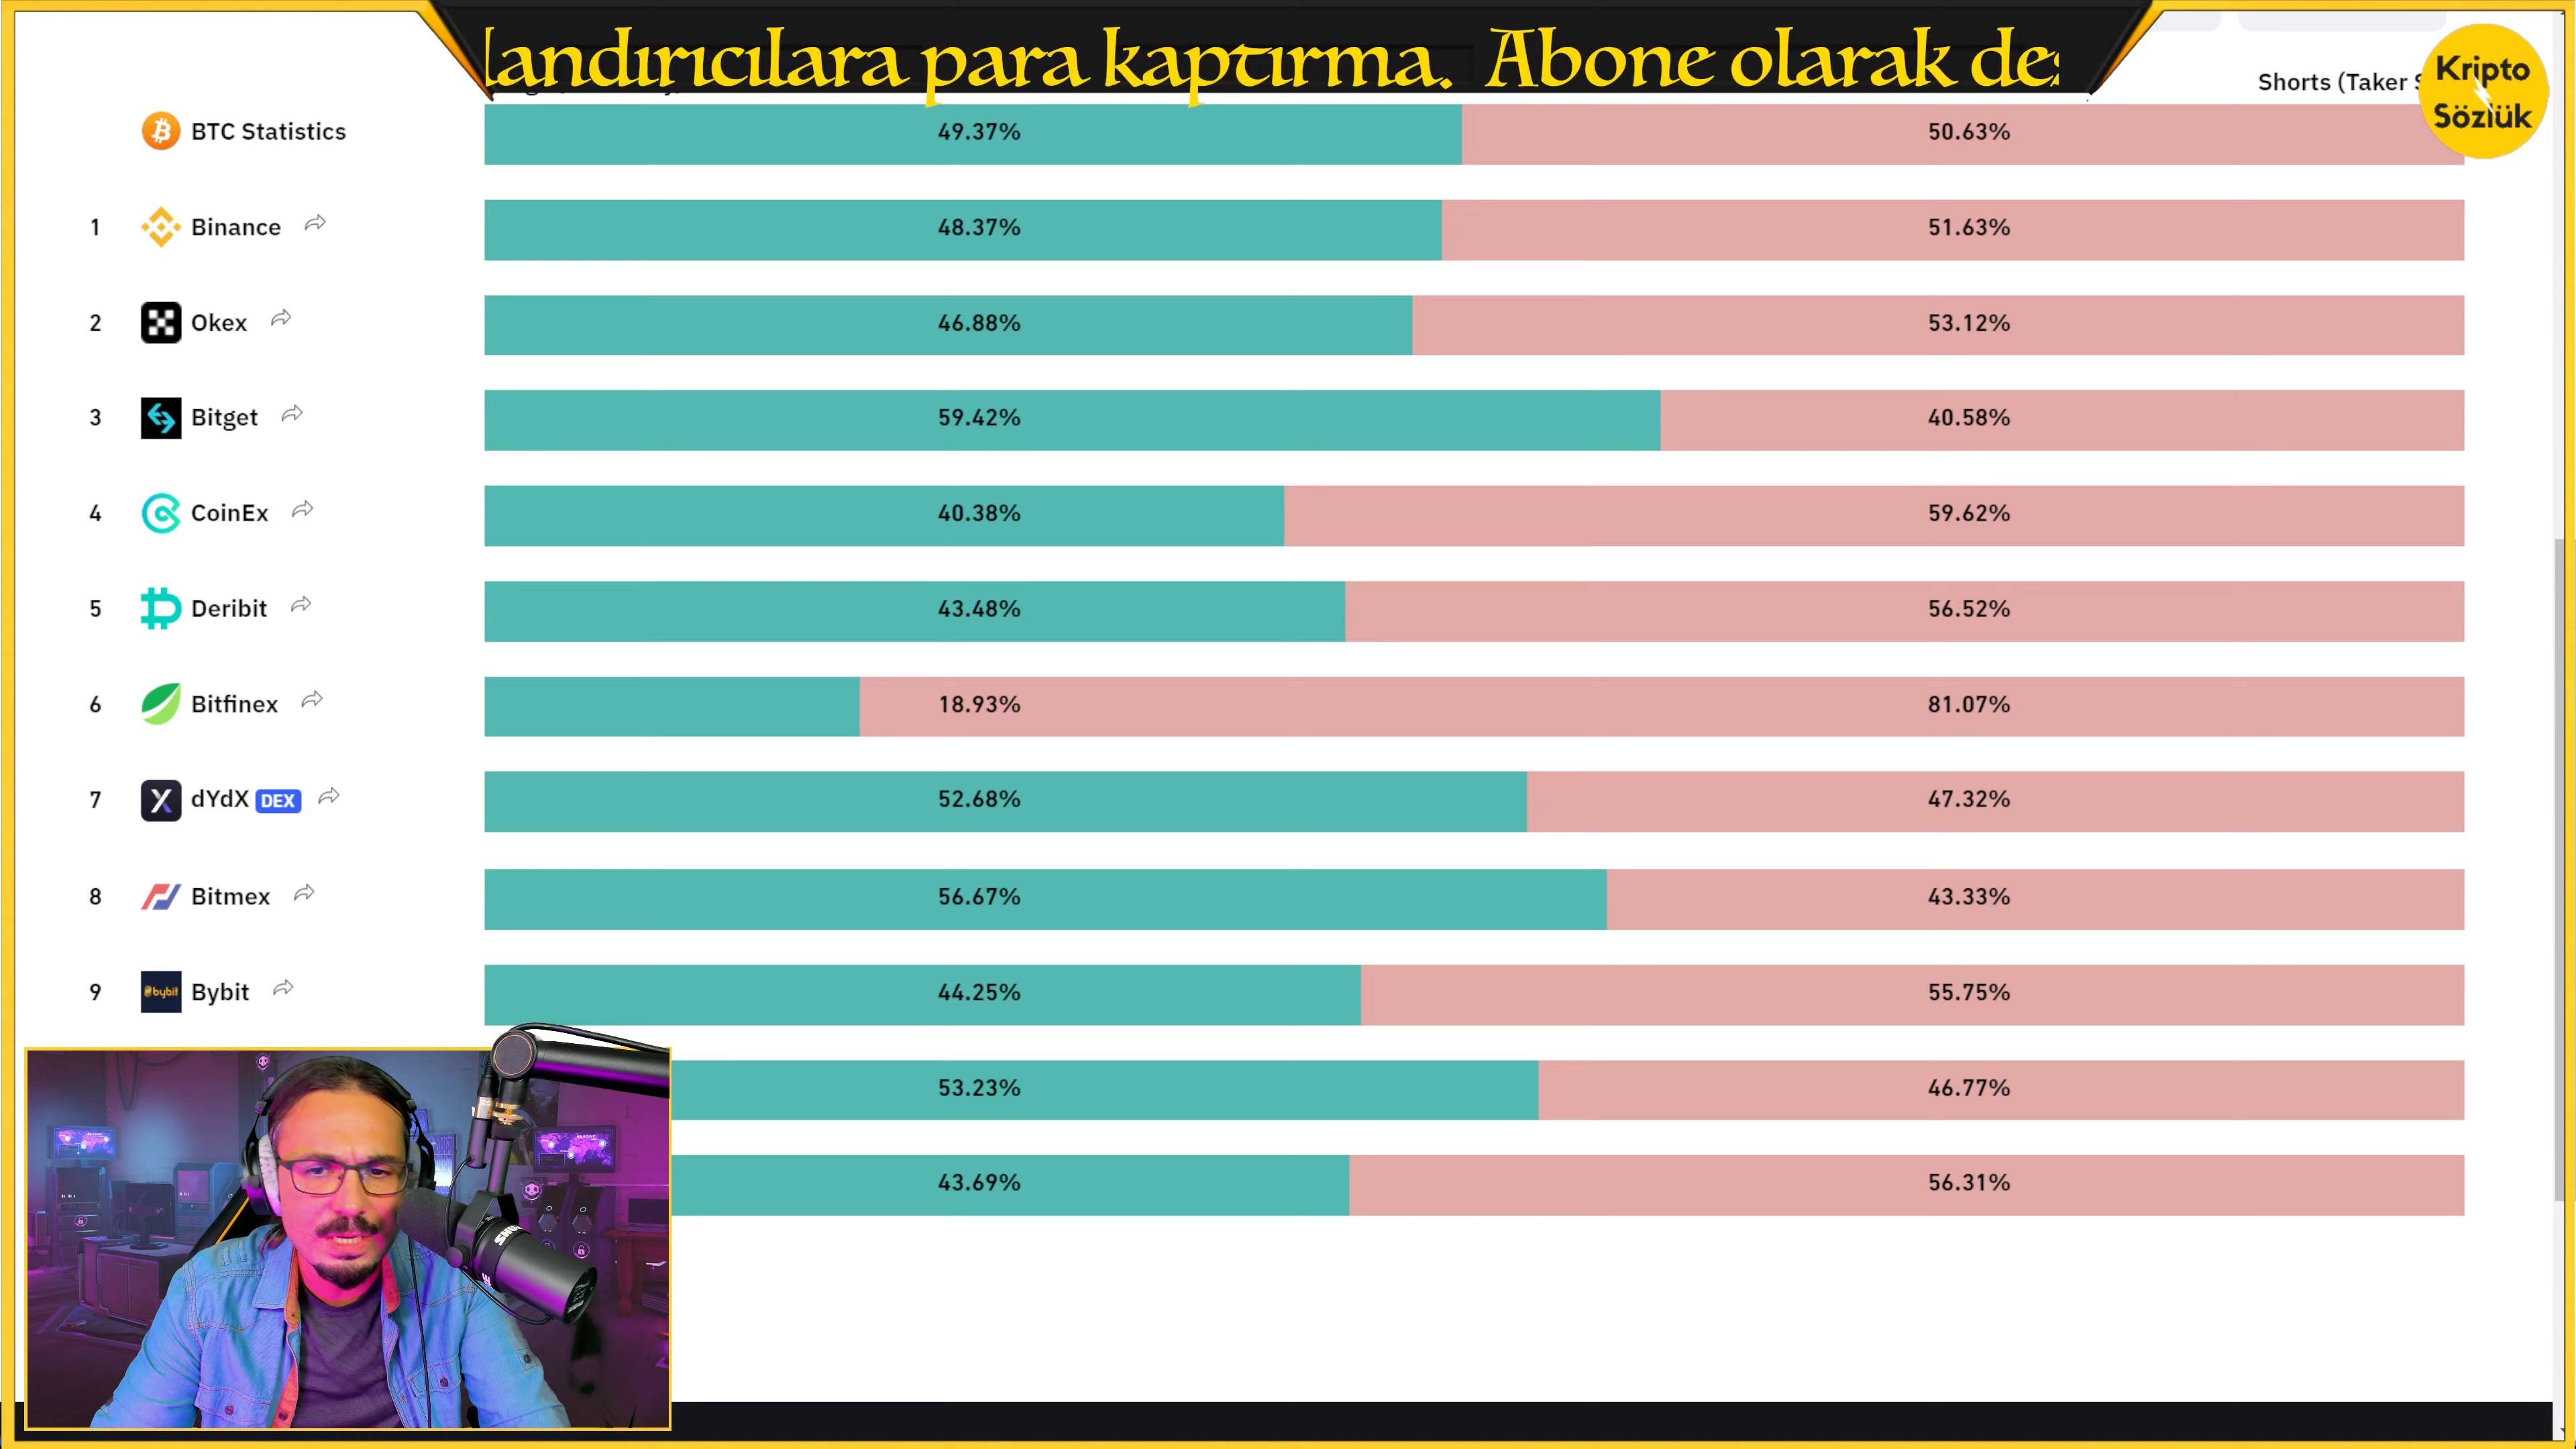 landırıcılara para kaptırma. Abone olarak des
Shorts (Taker S
Kripto
Sözlük
BTC Statistics 49.37% 50.63%
1 Binance 48.37% 51.63%
2 Okex 46.88% 53.12%
3 Bitget 59.42% 40.58%
4 CoinEx 40.38% 59.62%
5 Deribit 43.48% 56.52%
6 Bitfinex 18.93% 81.07%
7 dYdX DEX 52.68% 47.32%
8 Bitmex 56.67% 43.33%
9 bybit Bybit 44.25% 55.75%
53.23% 46.77%
43.69% 56.31%